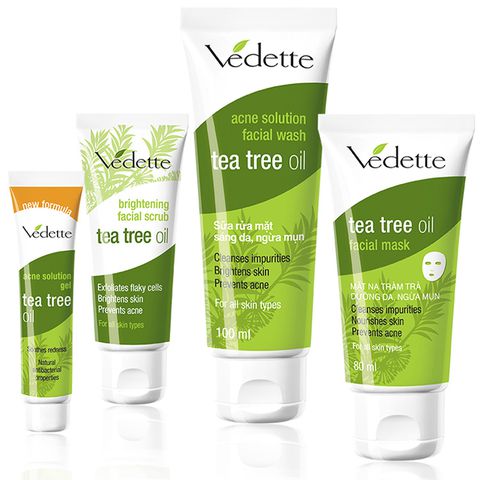 new formula
Vedette
acne solution
gel
tea tree
oil
Soothes redness
Natural
antibacterial
properties
Vedette
brightening
facial scrub
tea tree oil
Exfoliates flaky cells
Brightens skin
Prevents acne
For all skin types
Vedette
acne solution
facial wash
tea tree oil
Sữa rửa mặt
sáng da, ngừa mụn
Cleanses impurities
Brightens skin
Prevents acne
For all skin types
100 ml
Vedette
tea tree oil
facial mask
MẶT NẠ TRÀM TRÀ
DƯỠNG DA, NGỪA MỤN
Cleanses impurities
Nourishes skin
Prevents acne
For all skin types
80 ml